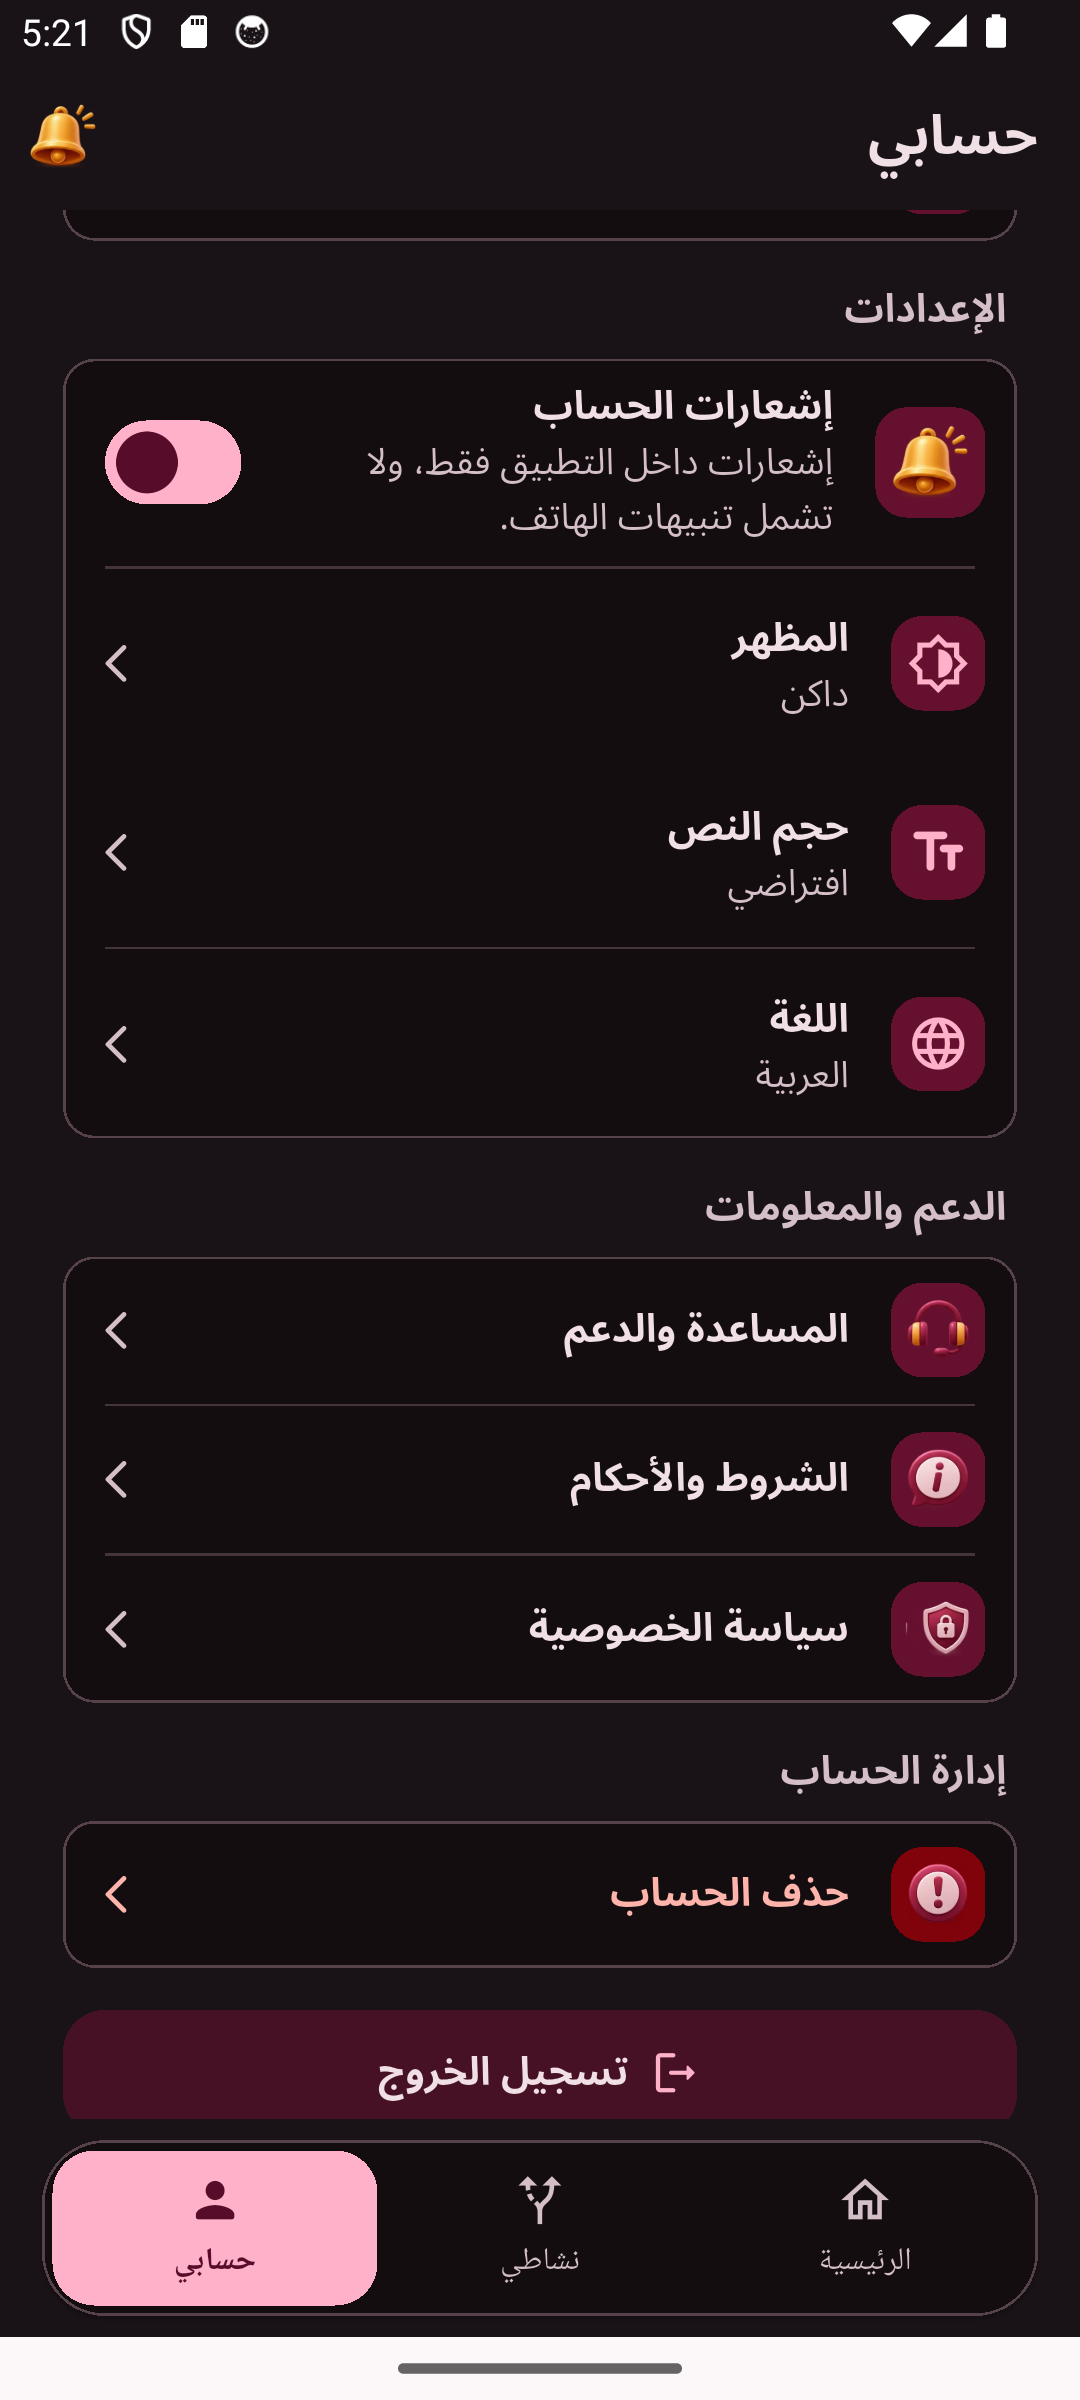 5:21
حسابي
الإعدادات
إشعارات الحساب
إشعارات داخل التطبيق فقط، ولا
تشمل تنبيهات الهاتف.
المظهر
داكن
حجم النص
افتراضي
اللغة
العربية
الدعم والمعلومات
المساعدة والدعم
الشروط والأحكام
سياسة الخصوصية
إدارة الحساب
حذف الحساب
تسجيل الخروج
الرئيسية
نشاطي
حسابي